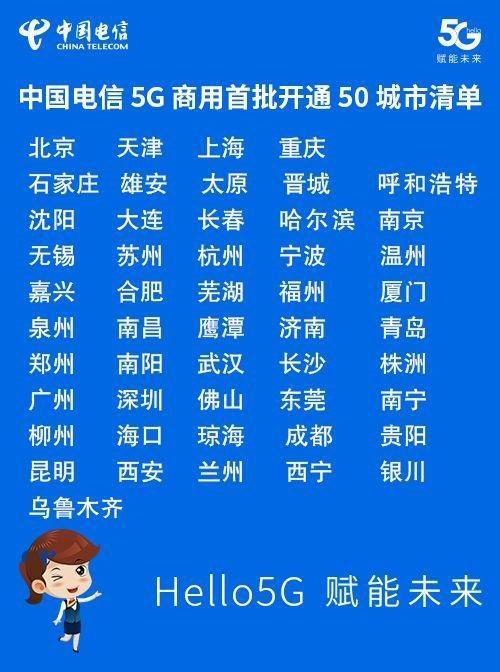 中国电信
CHINA TELECOM
5G hello
赋能未来
中国电信 5G 商用首批开通 50 城市清单
北京 天津 上海 重庆
石家庄 雄安 太原 晋城 呼和浩特
沈阳 大连 长春 哈尔滨 南京
无锡 苏州 杭州 宁波 温州
嘉兴 合肥 芜湖 福州 厦门
泉州 南昌 鹰潭 济南 青岛
郑州 南阳 武汉 长沙 株洲
广州 深圳 佛山 东莞 南宁
柳州 海口 琼海 成都 贵阳
昆明 西安 兰州 西宁 银川
乌鲁木齐
Hello5G 赋能未来